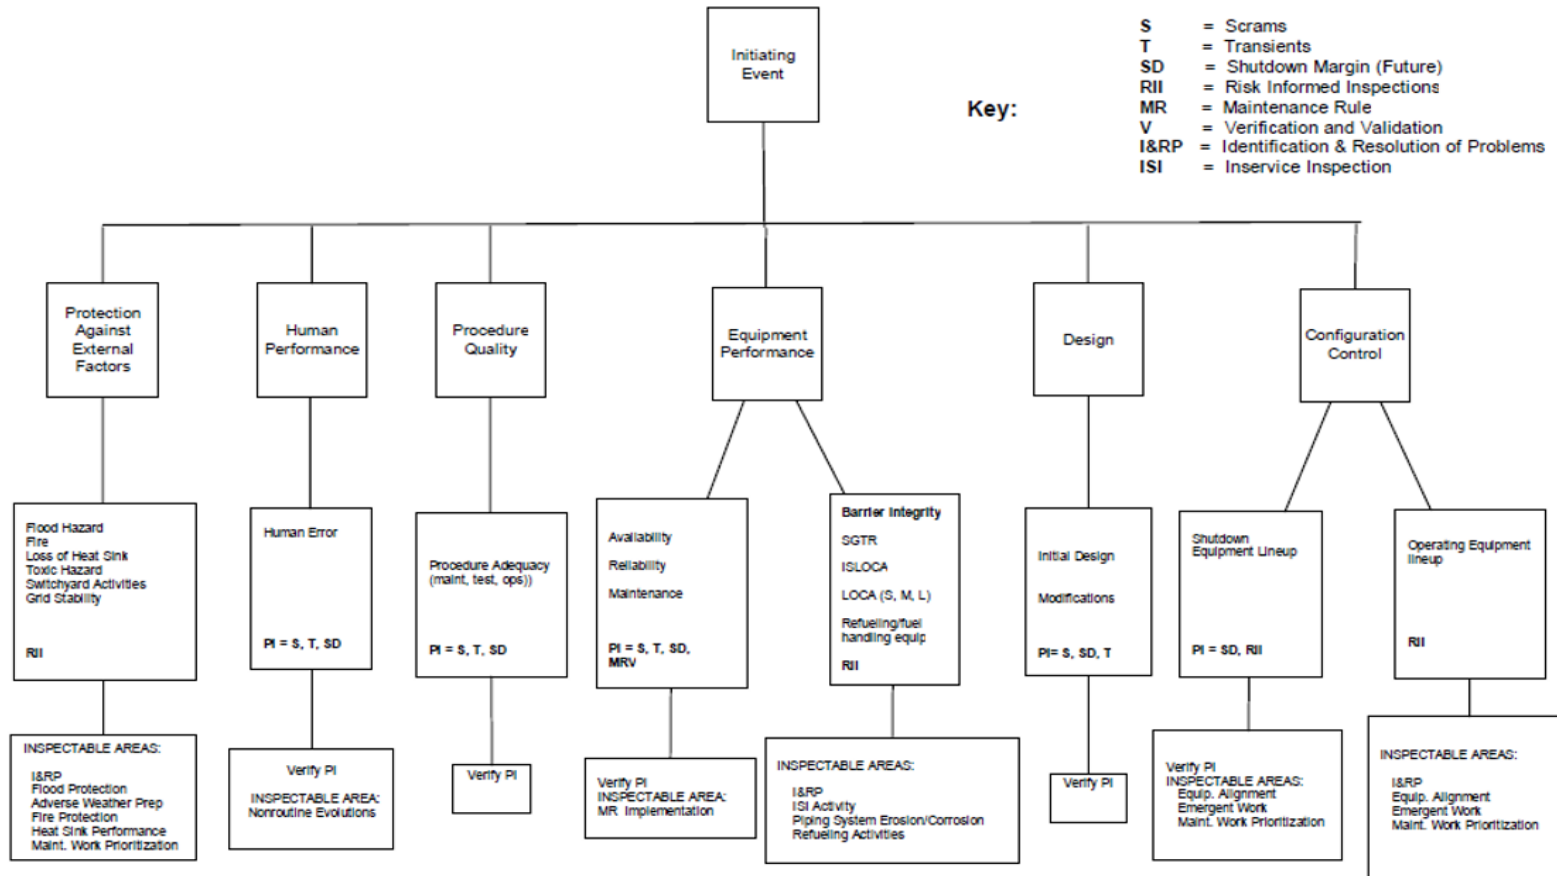 Initiating
Event
Key:
S = Scrams
T = Transients
SD = Shutdown Margin (Future)
RII = Risk Informed Inspections
MR = Maintenance Rule
V = Verification and Validation
I&RP = Identification & Resolution of Problems
ISI = Inservice Inspection
Protection
Against
External
Factors
Human
Performance
Procedure
Quality
Equipment
Performance
Design
Configuration
Control
Flood Hazard
Fire
Loss of Heat Sink
Toxic Hazard
Switchyard Activities
Grid Stability
RII
Human Error
PI = S, T, SD
Procedure Adequacy
(maint, test, ops))
PI = S, T, SD
Availability
Reliability
Maintenance
PI = S, T, SD,
MRV
Barrier Integrity
SGTR
ISLOCA
LOCA (S, M, L)
Refueling/fuel
handling equip
RII
Initial Design
Modifications
PI= S, SD, T
Shutdown
Equipment Lineup
PI = SD, RII
Operating Equipment
lineup
RII
INSPECTABLE AREAS:
I&RP
Flood Protection
Adverse Weather Prep
Fire Protection
Heat Sink Performance
Maint. Work Prioritization
Verify PI
INSPECTABLE AREA:
Nonroutine Evolutions
Verify PI
Verify PI
INSPECTABLE AREA:
MR Implementation
INSPECTABLE AREAS:
I&RP
ISI Activity
Piping System Erosion/Corrosion
Refueling Activities
Verify PI
Verify PI
INSPECTABLE AREAS:
Equip. Alignment
Emergent Work
Maint. Work Prioritization
INSPECTABLE AREAS:
I&RP
Equip. Alignment
Emergent Work
Maint. Work Prioritization